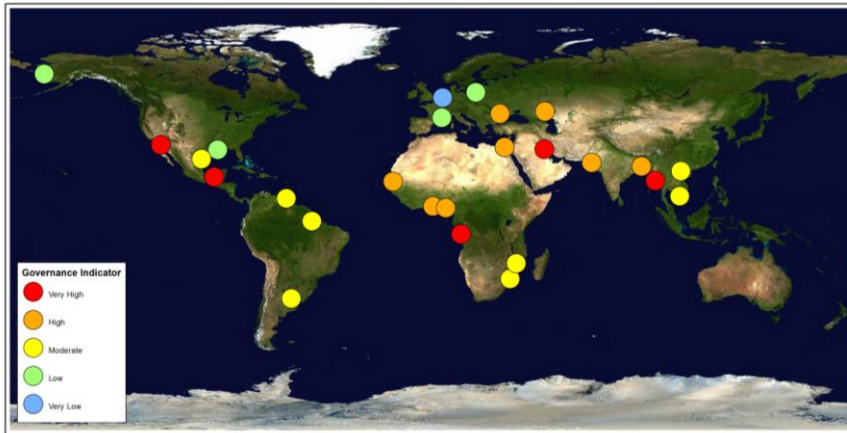 Governance Indicator
Very High
High
Moderate
Low
Very Low